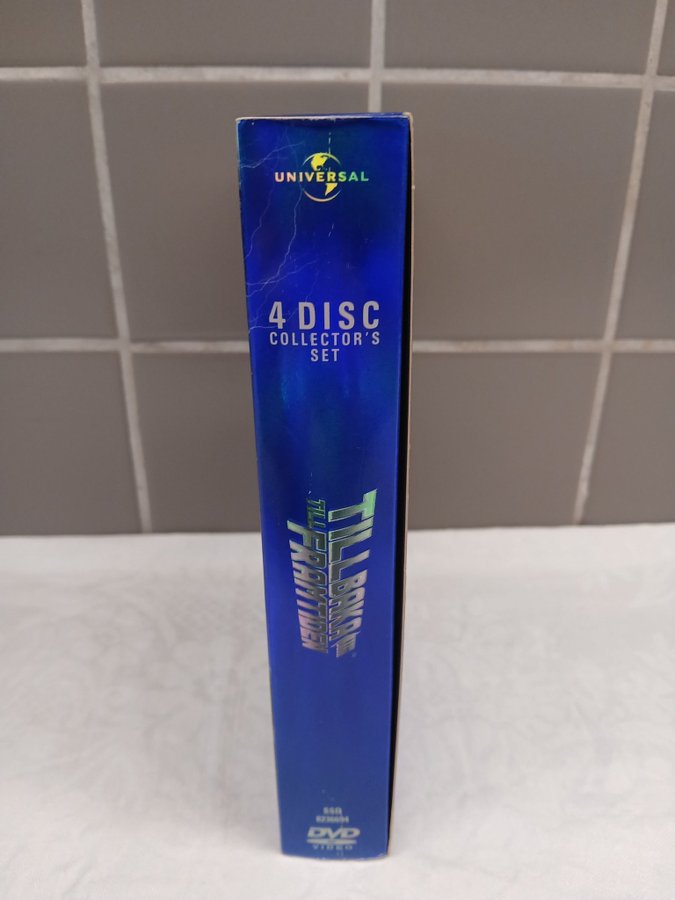 UNIVERSAL
4 DISC
COLLECTOR'S
SET
TILLBAKA
TILL
FRAMTIDEN
DVD
VIDEO